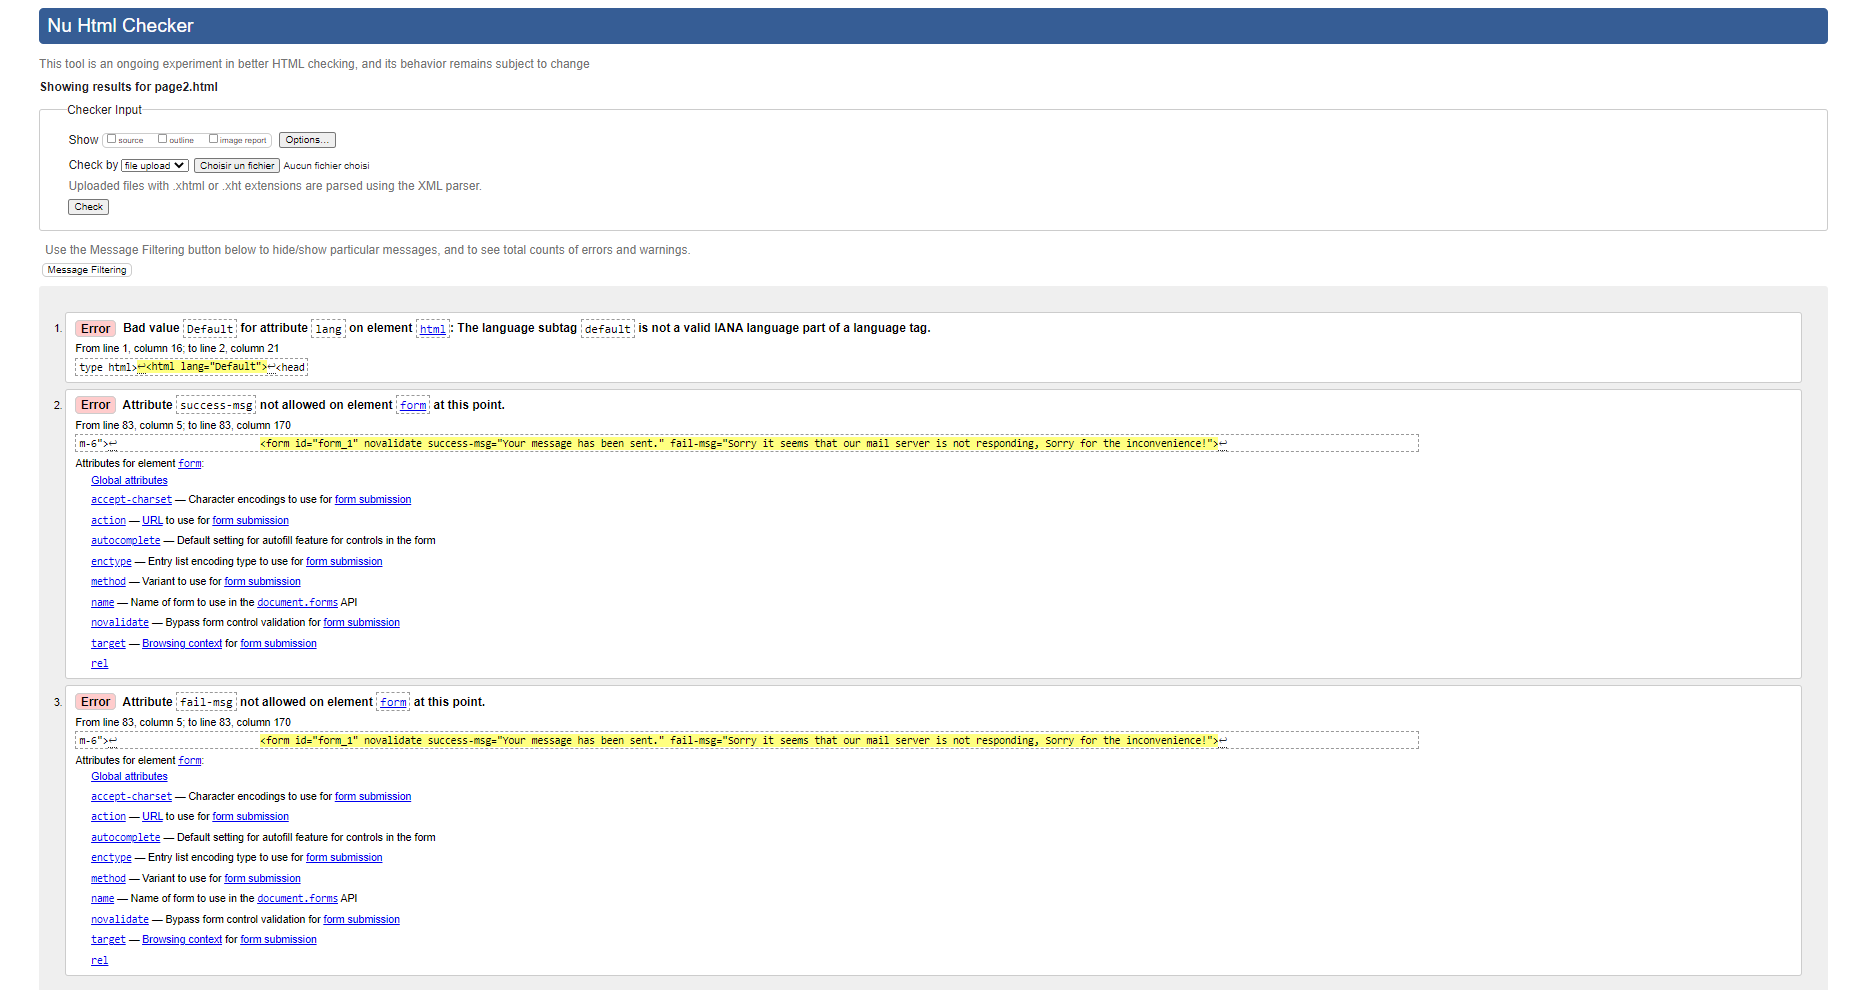 Nu Html Checker
This tool is an ongoing experiment in better HTML checking, and its behavior remains subject to change
Showing results for page2.html
Checker Input
Show source outline image report Options...
Check by file upload Choisir un fichier Aucun fichier choisi
Uploaded files with .xhtml or .xht extensions are parsed using the XML parser.
Check
Use the Message Filtering button below to hide/show particular messages, and to see total counts of errors and warnings.
Message Filtering
1. Error Bad value Default for attribute lang on element html: The language subtag default is not a valid IANA language part of a language tag.
From line 1, column 16; to line 2, column 21
type html>↩<html lang="Default">↩<head
2. Error Attribute success-msg not allowed on element form at this point.
From line 83, column 5; to line 83, column 170
m-6">↩ <form id="form_1" novalidate success-msg="Your message has been sent." fail-msg="Sorry it seems that our mail server is not responding, Sorry for the inconvenience!">↩
Attributes for element form:
Global attributes
accept-charset — Character encodings to use for form submission
action — URL to use for form submission
autocomplete — Default setting for autofill feature for controls in the form
enctype — Entry list encoding type to use for form submission
method — Variant to use for form submission
name — Name of form to use in the document.forms API
novalidate — Bypass form control validation for form submission
target — Browsing context for form submission
rel
3. Error Attribute fail-msg not allowed on element form at this point.
From line 83, column 5; to line 83, column 170
m-6">↩ <form id="form_1" novalidate success-msg="Your message has been sent." fail-msg="Sorry it seems that our mail server is not responding, Sorry for the inconvenience!">↩
Attributes for element form:
Global attributes
accept-charset — Character encodings to use for form submission
action — URL to use for form submission
autocomplete — Default setting for autofill feature for controls in the form
enctype — Entry list encoding type to use for form submission
method — Variant to use for form submission
name — Name of form to use in the document.forms API
novalidate — Bypass form control validation for form submission
target — Browsing context for form submission
rel